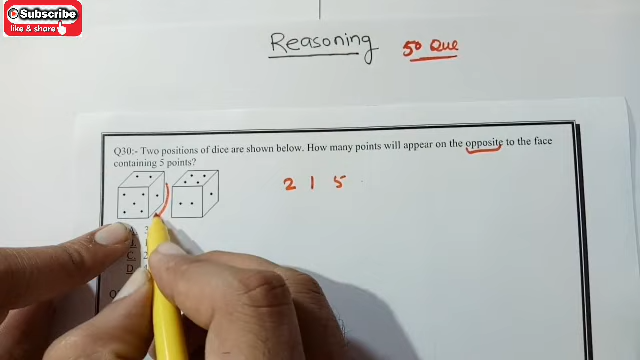 Subscribe
like & share
Reasoning 50 Que
Q30:- Two positions of dice are shown below. How many points will appear on the opposite to the face
containing 5 points?
2 1 5
C
D